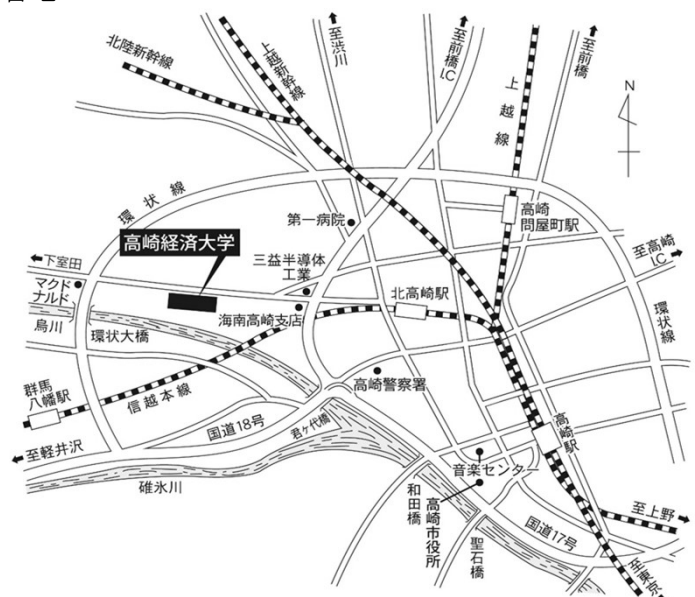 至渋川
至前橋I.C
至前橋
北陸新幹線
上越新幹線
上越線
N
環状線
第一病院
高崎
問屋町駅
高崎経済大学
三益半導体
工業
至高崎I.C
下室田
マクド
ナルド
北高崎駅
海南高崎支店
烏川
環状大橋
環状線
高崎警察署
群馬
八幡駅
信越本線
国道18号
君ヶ代橋
高崎駅
至軽井沢
音楽センター
碓氷川
和田橋
高崎市役所
至上野
国道17号
聖石橋
至東京